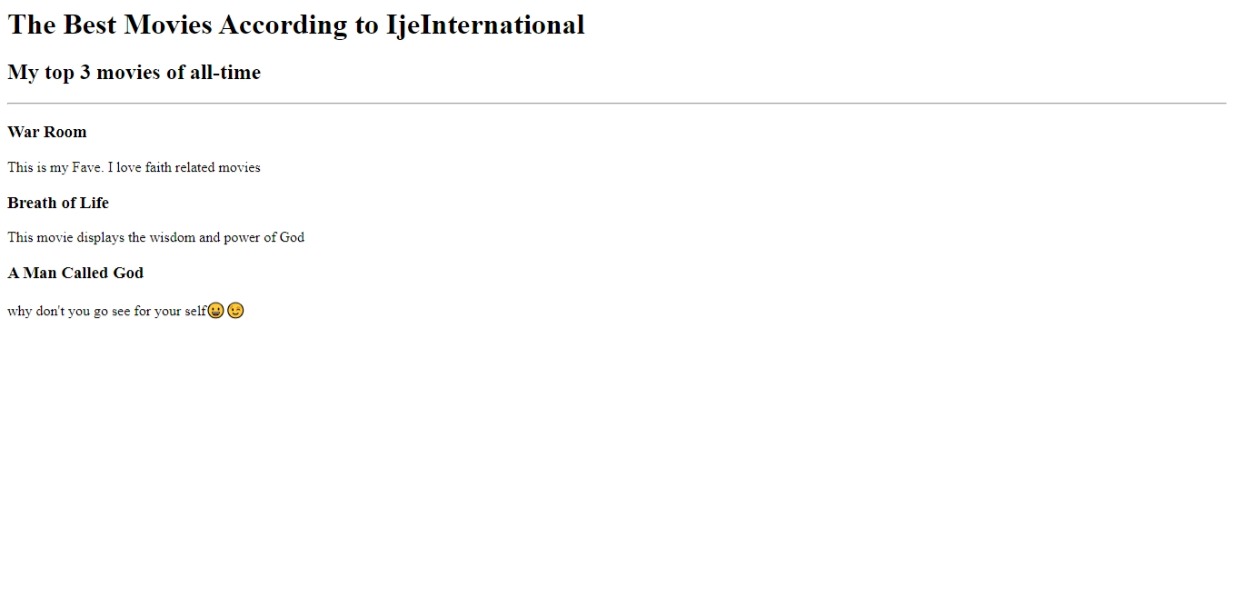 The Best Movies According to IjeInternational
My top 3 movies of all-time
War Room
This is my Fave. I love faith related movies
Breath of Life
This movie displays the wisdom and power of God
A Man Called God
why don't you go see for your self😀😉